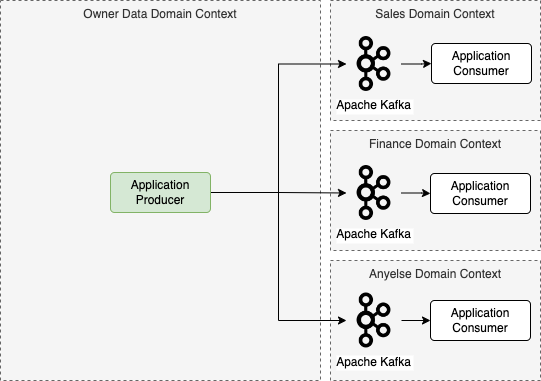 Owner Data Domain Context
Application
Producer
Sales Domain Context
Apache Kafka
Application
Consumer
Finance Domain Context
Apache Kafka
Application
Consumer
Anyelse Domain Context
Apache Kafka
Application
Consumer